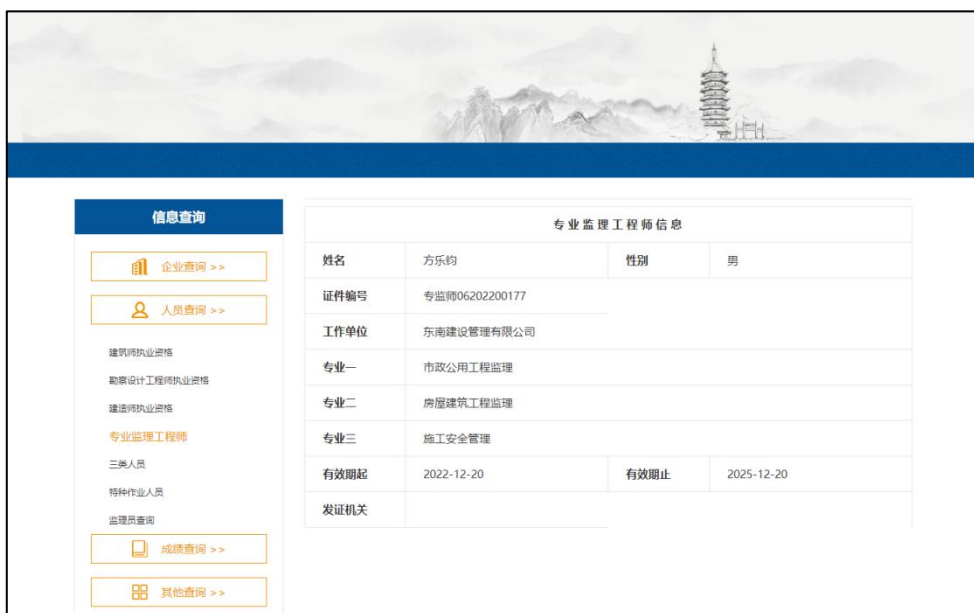 信息查询
企业查询 >>
人员查询 >>
建筑师执业资格
勘察设计工程师执业资格
建造师执业资格
专业监理工程师
三类人员
特种作业人员
监理员查询
成绩查询 >>
其他查询 >>
专业监理工程师信息
姓名 方乐钧 性别 男
证件编号 专监师06202200177
工作单位 东南建设管理有限公司
专业一 市政公用工程监理
专业二 房屋建筑工程监理
专业三 施工安全管理
有效期起 2022-12-20 有效期止 2025-12-20
发证机关